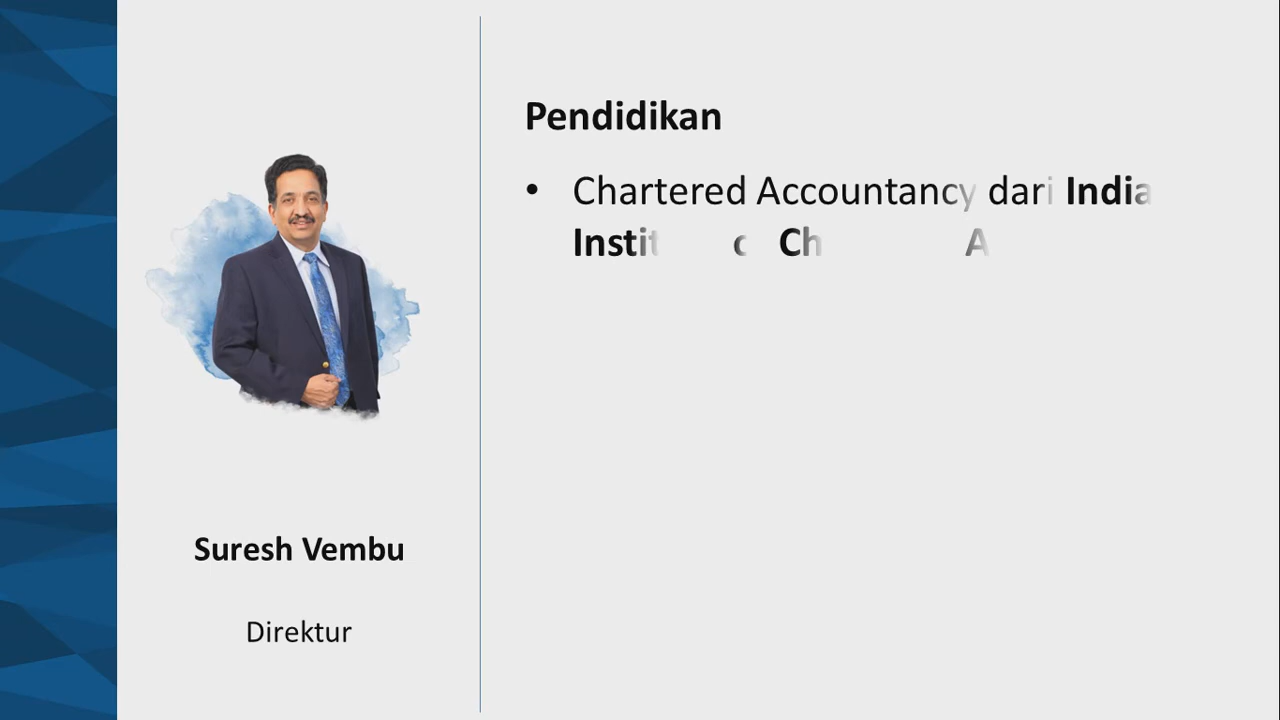 Pendidikan
• Chartered Accountancy dari India
Suresh Vembu
Direktur